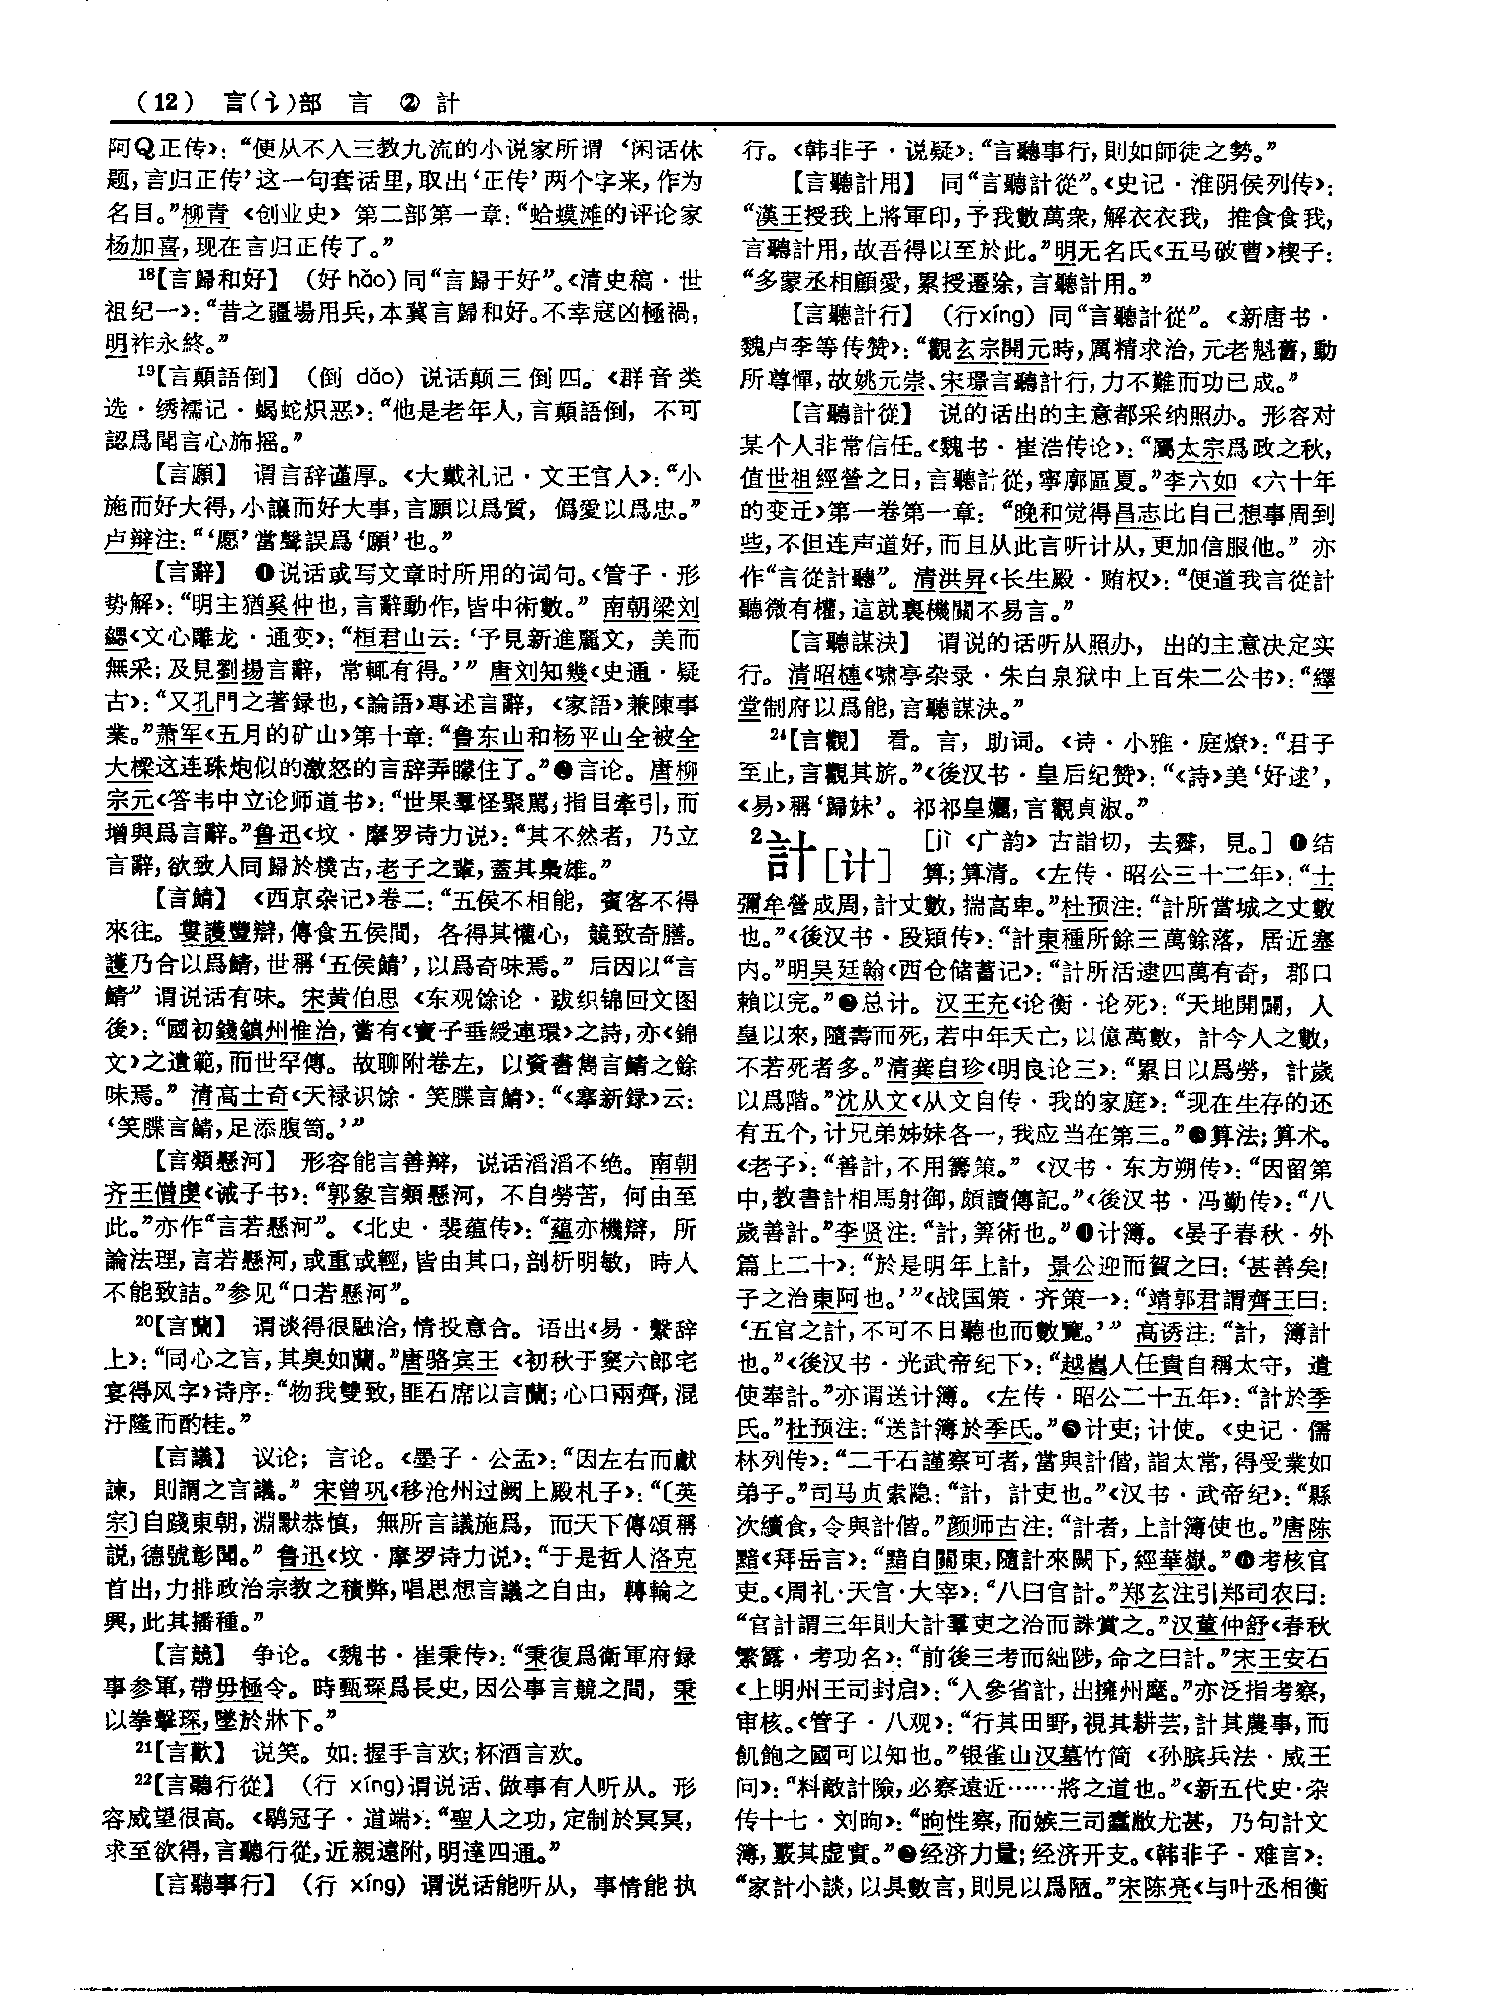 （12） 言(讠)部 言 ② 計
阿Q正传》：“便从不入三教九流的小说家所谓‘闲话休
题，言归正传’这一句套话里，取出‘正传’两个字来，作为
名目。”柳青《创业史》第二部第一章：“蛤蟆滩的评论家
杨加喜，现在言归正传了。”
¹⁸【言歸和好】（好 hǎo）同“言歸于好”。《清史稿·世
祖纪一》：“昔之疆場用兵，本冀言歸和好。不幸寇凶極禍，
明祚永終。”
¹⁹【言顛語倒】（倒 dǎo）说话颠三倒四。《群音类
选·绣襦记·蝎蛇炽恶》：“他是老年人，言顛語倒，不可
認爲聞言心旆摇。”
【言願】 谓言辞谨厚。《大戴礼记·文王官人》：“小
施而好大得，小讓而好大事，言願以爲質，僞愛以爲忠。”
卢辩注：“‘愿’當聲誤爲‘願’也。”
【言辭】 ❶说话或写文章时所用的词句。《管子·形
势解》：“明主猶奚仲也，言辭動作，皆中術數。”南朝梁刘
勰《文心雕龙·通变》：“桓君山云：‘予見新進麗文，美而
無采；及見劉揚言辭，常輒有得。’”唐刘知幾《史通·疑
古》：“又孔門之著録也，《論語》專述言辭，《家語》兼陳事
業。”萧军《五月的矿山》第十章：“鲁东山和杨平山全被全
大樑这连珠炮似的激怒的言辞弄矇住了。”❷言论。唐柳
宗元《答韦中立论师道书》：“世果羣怪聚駡，指目牽引，而
增與爲言辭。”鲁迅《坟·摩罗诗力说》：“其不然者，乃立
言辭，欲致人同歸於樸古，老子之輩，蓋其梟雄。”
【言鯖】 《西京杂记》卷二：“五侯不相能，賓客不得
來往。婁護豐辯，傳食五侯間，各得其懽心，競致奇膳。
護乃合以爲鯖，世稱‘五侯鯖’，以爲奇味焉。”后因以“言
鯖”谓说话有味。宋黄伯思《东观馀论·跋织锦回文图
後》：“國初錢鎮州惟治，嘗有《寶子垂綬連環》之詩，亦《錦
文》之遺範，而世罕傳。故聊附卷左，以資書雋言鯖之餘
味焉。”清高士奇《天禄识馀·笑牒言鯖》：“《塞新録》云：
‘笑牒言鯖，足添腹笥。’”
【言類懸河】 形容能言善辩，说话滔滔不绝。南朝
齐王僧虔《诫子书》：“郭象言類懸河，不自勞苦，何由至
此。”亦作“言若懸河”。《北史·裴蕴传》：“蕴亦機辯，所
論法理，言若懸河，或重或輕，皆由其口，剖析明敏，時人
不能致詰。”参见“口若懸河”。
²⁰【言蘭】 谓谈得很融洽，情投意合。语出《易·繫辞
上》：“同心之言，其臭如蘭。”唐骆宾王《初秋于窦六郎宅
宴得风字》诗序：“物我雙致，匪石席以言蘭；心口兩齊，混
汙隆而酌桂。”
【言議】 议论；言论。《墨子·公孟》：“因左右而獻
諫，則謂之言議。”宋曾巩《移沧州过阙上殿札子》：“〔英
宗〕自踐東朝，淵默恭慎，無所言議施爲，而天下傳頌稱
説，德號彰聞。”鲁迅《坟·摩罗诗力说》：“于是哲人洛克
首出，力排政治宗教之積弊，唱思想言議之自由，轉輪之
興，此其播種。”
【言競】 争论。《魏书·崔秉传》：“秉復爲衛軍府録
事参軍，帶毋極令。時甄琛爲長史，因公事言競之間，秉
以拳擊琛，墜於牀下。”
²¹【言歡】 说笑。如：握手言欢；杯酒言欢。
²²【言聽行從】（行 xíng）谓说话、做事有人听从。形
容威望很高。《鹖冠子·道端》：“聖人之功，定制於冥冥，
求至欲得，言聽行從，近親遠附，明達四通。”
【言聽事行】（行 xíng）谓说话能听从，事情能执
行。《韩非子·说疑》：“言聽事行，則如師徒之勢。”
【言聽計用】 同“言聽計從”。《史记·淮阴侯列传》：
“漢王授我上將軍印，予我數萬衆，解衣衣我，推食食我，
言聽計用，故吾得以至於此。”明无名氏《五马破曹》楔子：
“多蒙丞相顧愛，累授遷除，言聽計用。”
【言聽計行】（行xíng）同“言聽計從”。《新唐书·
魏卢李等传赞》：“觀玄宗開元時，厲精求治，元老魁舊，動
所尊憚，故姚元崇、宋璟言聽計行，力不難而功已成。”
【言聽計從】 说的话出的主意都采纳照办。形容对
某个人非常信任。《魏书·崔浩传论》：“屬太宗爲政之秋，
值世祖經營之日，言聽計從，寧廓區夏。”李六如《六十年
的变迁》第一卷第一章：“晚和觉得昌志比自己想事周到
些，不但连声道好，而且从此言听计从，更加信服他。”亦
作“言從計聽”。清洪昇《长生殿·贿权》：“便道我言從計
聽微有權，這就裏機關不易言。”
【言聽謀決】 谓说的话听从照办，出的主意决定实
行。清昭槤《啸亭杂录·朱白泉狱中上百朱二公书》：“繹
堂制府以爲能，言聽謀決。”
²⁴【言觀】 看。言，助词。《诗·小雅·庭燎》：“君子
至止，言觀其旂。”《後汉书·皇后纪赞》：“《詩》美‘好逑’，
《易》稱‘歸妹’。祁祁皇孋，言觀貞淑。”
²計[计] [jì 《广韵》古詣切，去霽，見。] ❶结
算；算清。《左传·昭公三十二年》：“士
彌牟營成周，計丈數，揣高卑。”杜预注：“計所當城之丈數
也。”《後汉书·段熲传》：“計東種所餘三萬餘落，居近塞
内。”明吴廷翰《西仓储蓄记》：“計所活逮四萬有奇，郡口
賴以完。”❷总计。汉王充《论衡·论死》：“天地開闢，人
皇以來，隨壽而死，若中年夭亡，以億萬數，計今人之數，
不若死者多。”清龚自珍《明良论三》：“累日以爲勞，計歲
以爲階。”沈从文《从文自传·我的家庭》：“现在生存的还
有五个，计兄弟姊妹各一，我应当在第三。”❸算法；算术。
《老子》：“善計，不用籌策。”《汉书·东方朔传》：“因留第
中，教書計相馬射御，頗讀傳記。”《後汉书·冯勤传》：“八
歲善計。”李贤注：“計，筭術也。”❹计簿。《晏子春秋·外
篇上二十》：“於是明年上計，景公迎而賀之曰：‘甚善矣！
子之治東阿也。’”《战国策·齐策一》：“靖郭君謂齊王曰：
‘五官之計，不可不日聽也而數覽。’”高诱注：“計，簿計
也。”《後汉书·光武帝纪下》：“越巂人任貴自稱太守，遣
使奉計。”亦谓送计簿。《左传·昭公二十五年》：“計於季
氏。”杜预注：“送計簿於季氏。”❺计吏；计使。《史记·儒
林列传》：“二千石謹察可者，當與計偕，詣太常，得受業如
弟子。”司马贞索隐：“計，計吏也。”《汉书·武帝纪》：“縣
次續食，令與計偕。”颜师古注：“計者，上計簿使也。”唐陈
黯《拜岳言》：“黯自關東，隨計來闕下，經華嶽。”❻考核官
吏。《周礼·天官·大宰》：“八曰官計。”郑玄注引郑司农曰：
“官計謂三年則大計羣吏之治而誅賞之。”汉董仲舒《春秋
繁露·考功名》：“前後三考而絀陟，命之曰計。”宋王安石
《上明州王司封启》：“入參省計，出擁州麾。”亦泛指考察，
审核。《管子·八观》：“行其田野，視其耕芸，計其農事，而
飢飽之國可以知也。”银雀山汉墓竹简《孙膑兵法·威王
问》：“料敵計險，必察遠近……將之道也。”《新五代史·杂
传十七·刘昫》：“昫性察，而嫉三司蠹敝尤甚，乃句計文
簿，覈其虚實。”❼经济力量；经济开支。《韩非子·难言》：
“家計小談，以具數言，則見以爲陋。”宋陈亮《与叶丞相衡